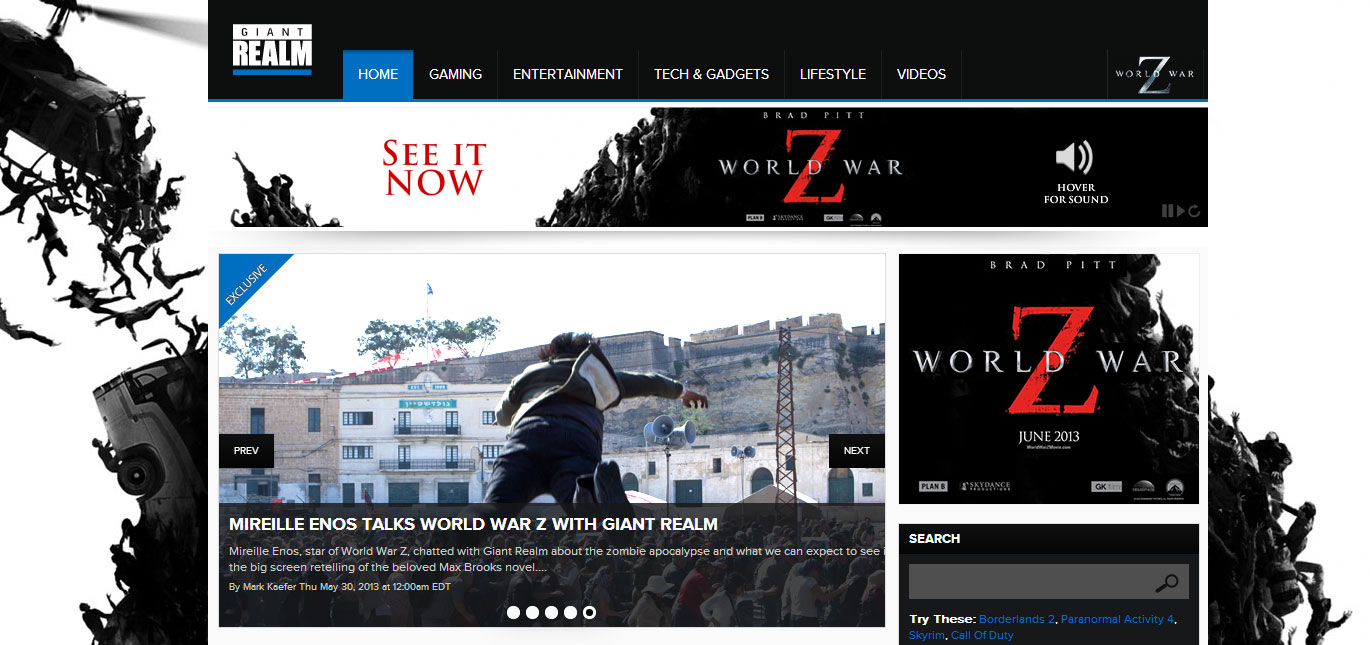 GIANT
REALM
HOME
GAMING
ENTERTAINMENT
TECH & GADGETS
LIFESTYLE
VIDEOS
WORLD WAR Z
BRAD PITT
SEE IT
NOW
WORLD WAR Z
HOVER
FOR SOUND
PLAN B
SKYDANCE
GK films
EXCLUSIVE
PREV
NEXT
MIREILLE ENOS TALKS WORLD WAR Z WITH GIANT REALM
Mireille Enos, star of World War Z, chatted with Giant Realm about the zombie apocalypse and what we can expect to see i
the big screen retelling of the beloved Max Brooks novel....
By Mark Kaefer Thu May 30, 2013 at 12:00am EDT
BRAD PITT
WORLD WAR Z
JUNE 2013
WorldWarZMovie.com
PLAN B
SKYDANCE
PRODUCTIONS
GK films
SEARCH
Try These: Borderlands 2, Paranormal Activity 4,
Skyrim, Call Of Duty